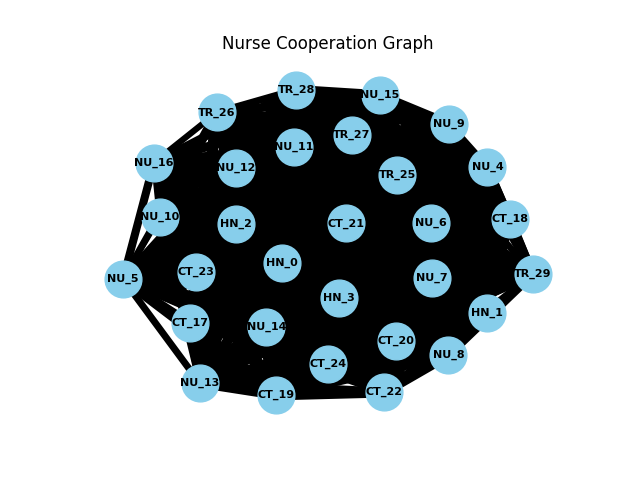 Nurse Cooperation Graph
TR_28
NU_15
TR_26
NU_9
TR_27
NU_11
NU_16
NU_12
NU_4
TR_25
NU_10
CT_18
HN_2
CT_21
NU_6
HN_0
CT_23
TR_29
NU_5
NU_7
HN_3
HN_1
CT_17
NU_14
CT_20
NU_8
CT_24
NU_13
CT_22
CT_19